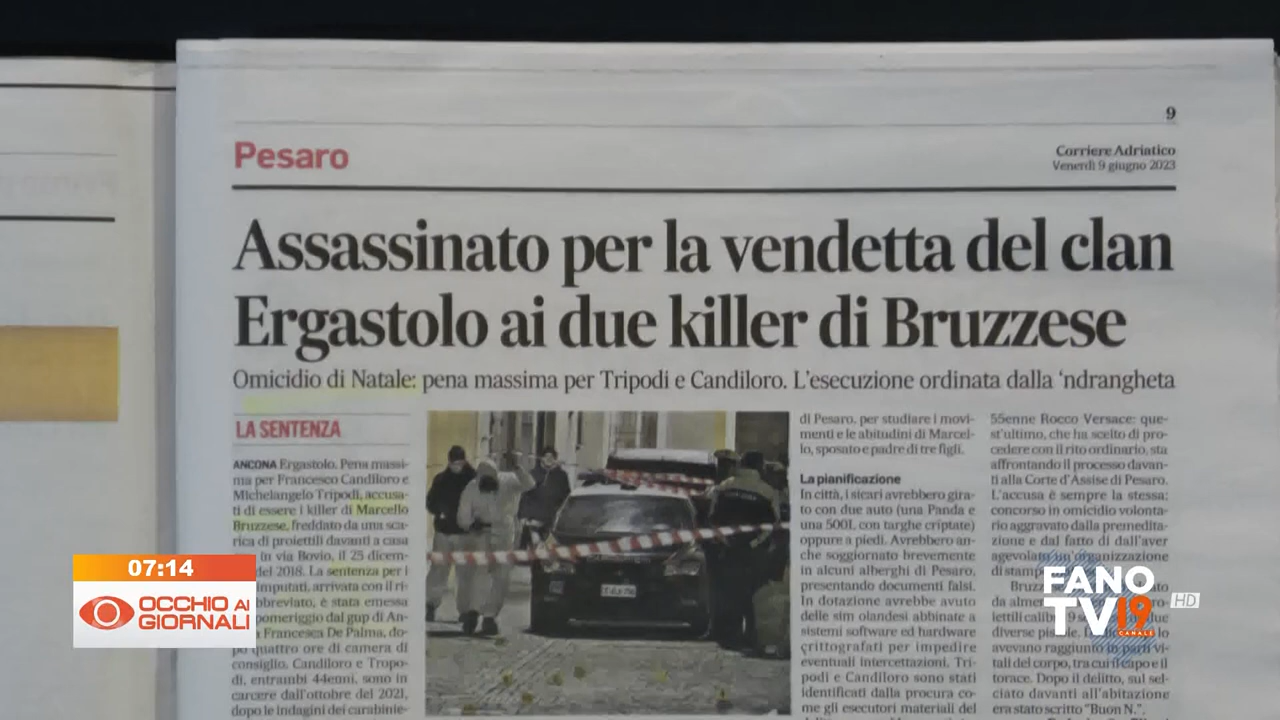 9
Pesaro
Corriere Adriatico
Venerdì 9 giugno 2023
Assassinato per la vendetta del clan
Ergastolo ai due killer di Bruzzese
Omicidio di Natale: pena massima per Tripodi e Candiloro. L'esecuzione ordinata dalla 'ndrangheta
LA SENTENZA
ANCONA Ergastolo. Pena massi-
ma per Francesco Candiloro e
Michelangelo Tripodi, accusa-
ti di essere i killer di Marcello
Bruzzese, freddato da una sca-
rica di proiettili davanti a casa
in via Bovio, il 25 dicem-
del 2018. La sentenza per i
imputati, arrivata con il ri-
bbreviato, è stata emessa
pomeriggio dal gup di An-
Francesca De Palma, do-
po quattro ore di camera di
consiglio. Candiloro e Tropo-
di, entrambi 44enni, sono in
carcere dall'ottobre del 2021,
dopo le indagini dei carabinie-
di Pesaro, per studiare i movi-
menti e le abitudini di Marcel-
lo, sposato e padre di tre figli.
La pianificazione
In città, i sicari avrebbero gira-
to con due auto (una Panda e
una 500L con targhe criptate)
oppure a piedi. Avrebbero an-
che soggiornato brevemente
in alcuni alberghi di Pesaro,
presentando documenti falsi.
In dotazione avrebbe avuto
delle sim olandesi abbinate a
sistemi software ed hardware
crittografati per impedire
eventuali intercettazioni. Tri-
podi e Candiloro sono stati
identificati dalla procura co-
me gli esecutori materiali del
55enne Rocco Versace: que-
st'ultimo, che ha scelto di pro-
cedere con il rito ordinario, sta
affrontando il processo davan-
ti alla Corte d'Assise di Pesaro.
L'accusa è sempre la stessa:
concorso in omicidio volonta-
rio aggravato dalla premedita-
zione e dal fatto di dall'aver
agevolato un'organizzazione
di stamp
Bruz
da alme
lettili calibr 9
diverse pistole.
avevano raggiunto in parti vi-
tali del corpo, tra cui il capo e il
torace. Dopo il delitto, sul sel-
ciato davanti all'abitazione
era stato scritto "Buon N.".
07:14
OCCHIO AI
GIORNALI
FANO
TV 19
CANALE
HD